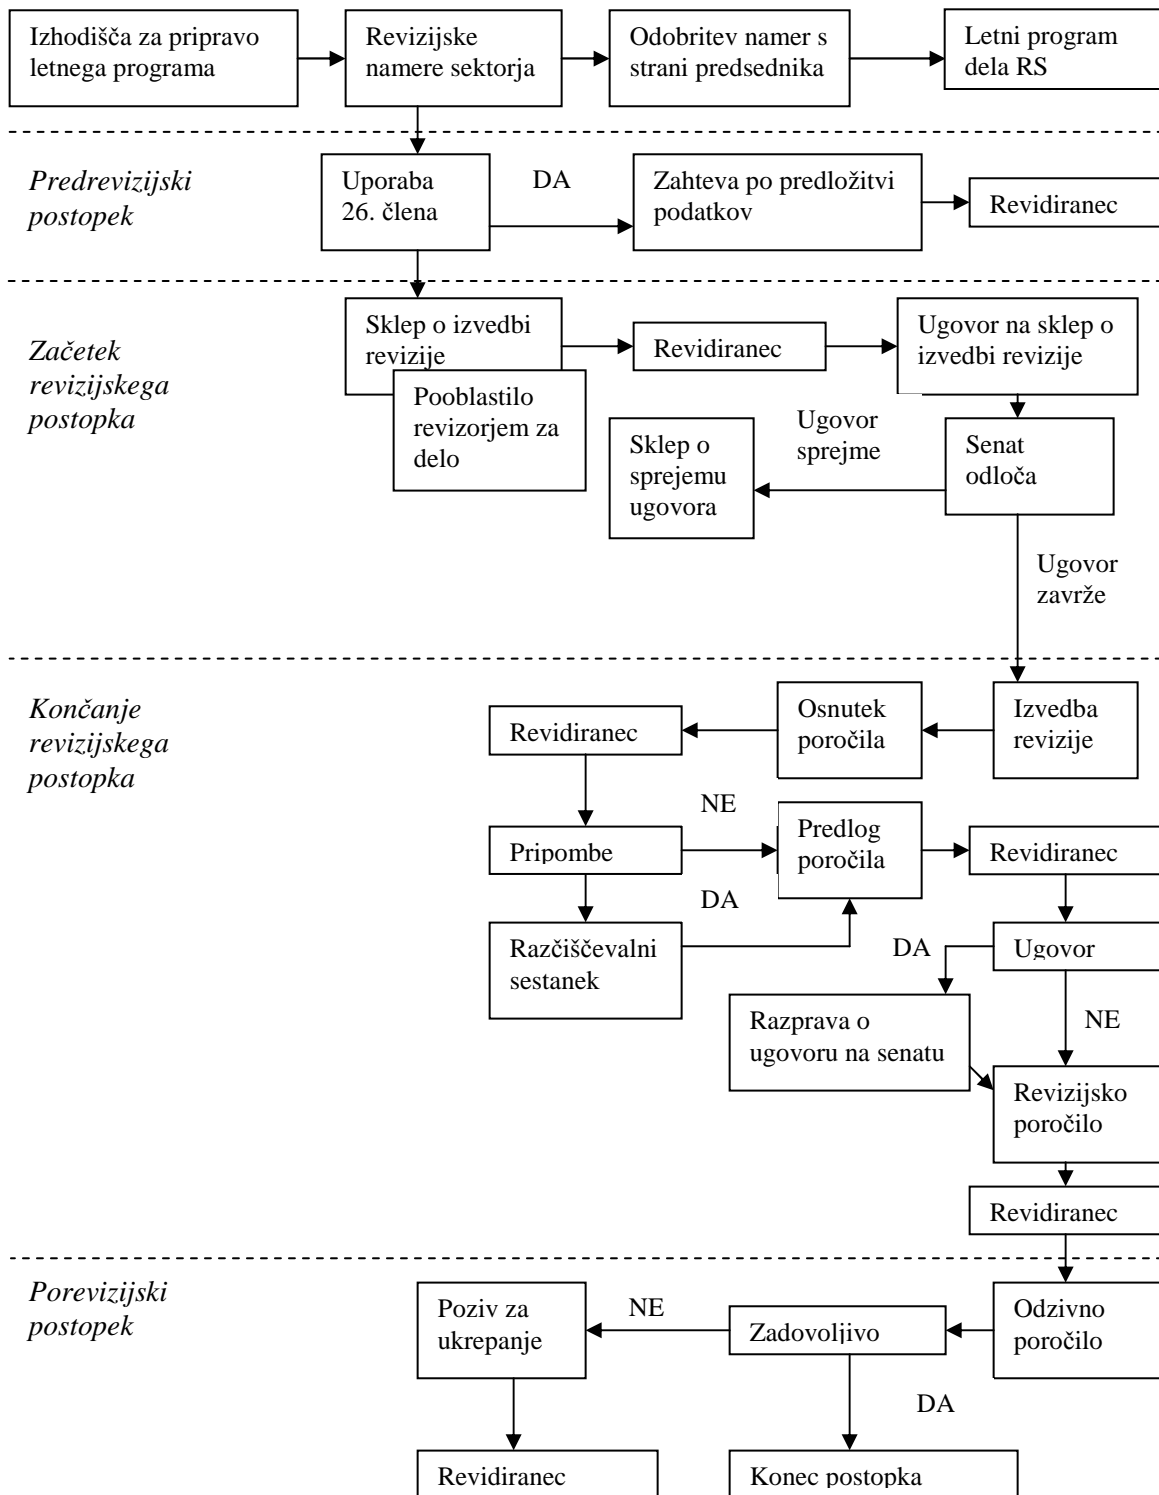 Izhodišča za pripravo
letnega programa
Revizijske
namere sektorja
Odobritev namer s
strani predsednika
Letni program
dela RS
Predrevizijski
postopek
Uporaba
26. člena
DA
Zahteva po predložitvi
podatkov
Revidiranec
Začetek
revizijskega
postopka
Sklep o izvedbi
revizije
Pooblastilo
revizorjem za
delo
Revidiranec
Ugovor na sklep o
izvedbi revizije
Ugovor
sprejme
Sklep o
sprejemu
ugovora
Senat
odloča
Ugovor
zavrže
Končanje
revizijskega
postopka
Revidiranec
Osnutek
poročila
Izvedba
revizije
NE
Pripombe
Predlog
poročila
Revidiranec
DA
Razčiščevalni
sestanek
DA
Ugovor
Razprava o
ugovoru na senatu
NE
Revizijsko
poročilo
Revidiranec
Porevizijski
postopek
Poziv za
ukrepanje
NE
Zadovoljivo
Odzivno
poročilo
DA
Revidiranec
Konec postopka